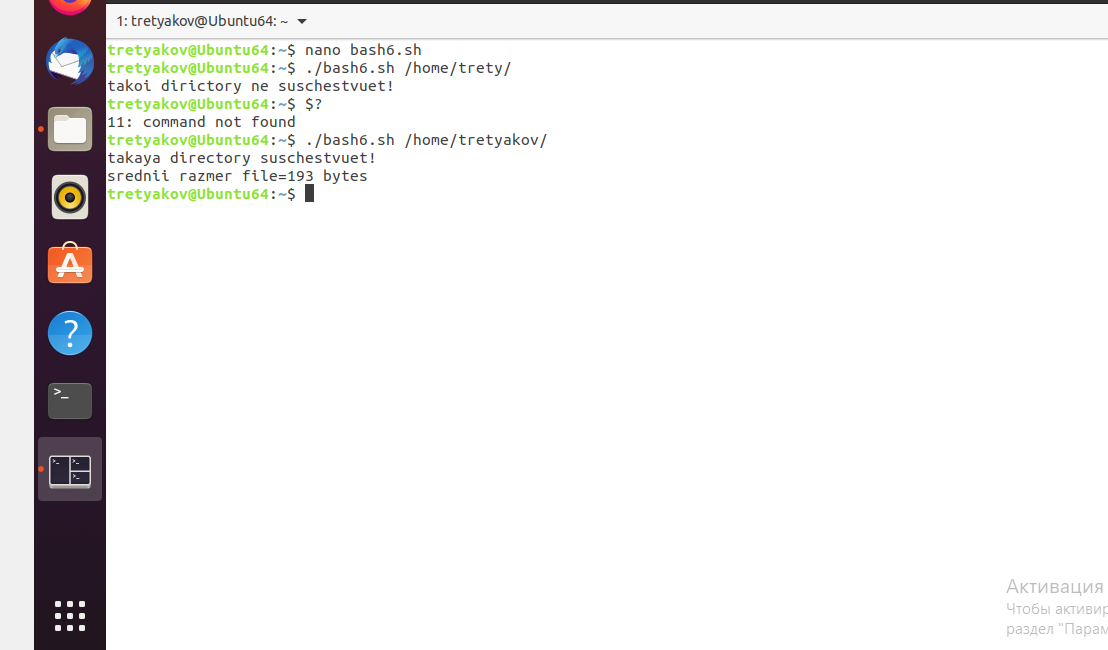 1: tretyakov@Ubuntu64: ~
tretyakov@Ubuntu64:~$ nano bash6.sh
tretyakov@Ubuntu64:~$ ./bash6.sh /home/trety/
takoi dirictory ne suschestvuet!
tretyakov@Ubuntu64:~$ $?
11: command not found
tretyakov@Ubuntu64:~$ ./bash6.sh /home/tretyakov/
takaya directory suschestvuet!
srednii razmer file=193 bytes
tretyakov@Ubuntu64:~$
Активация
Чтобы активир
раздел "Парам